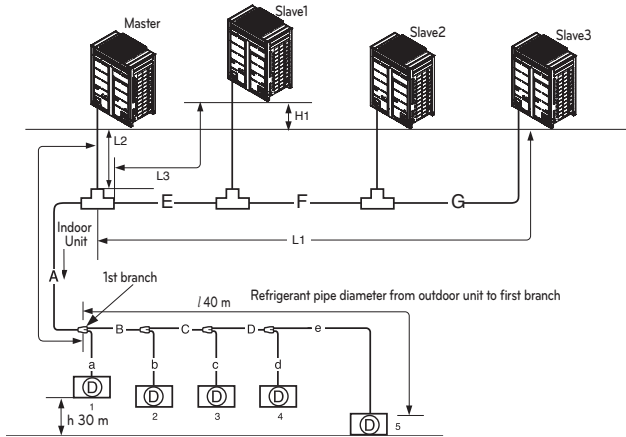 Master
Slave1
Slave2
Slave3
H1
L2
L3
E
F
G
L1
Indoor
Unit
A
1st branch
l 40 m
Refrigerant pipe diameter from outdoor unit to first branch
B
C
D
e
a
b
c
d
D
D
D
D
D
1
2
3
4
5
h 30 m